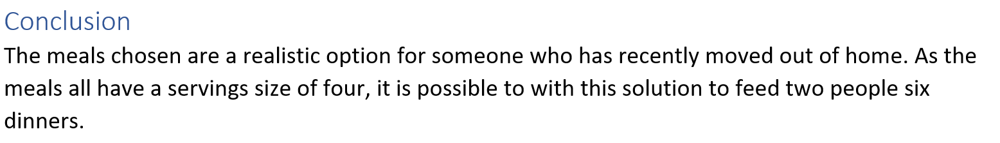 Conclusion
The meals chosen are a realistic option for someone who has recently moved out of home. As the
meals all have a servings size of four, it is possible to with this solution to feed two people six
dinners.